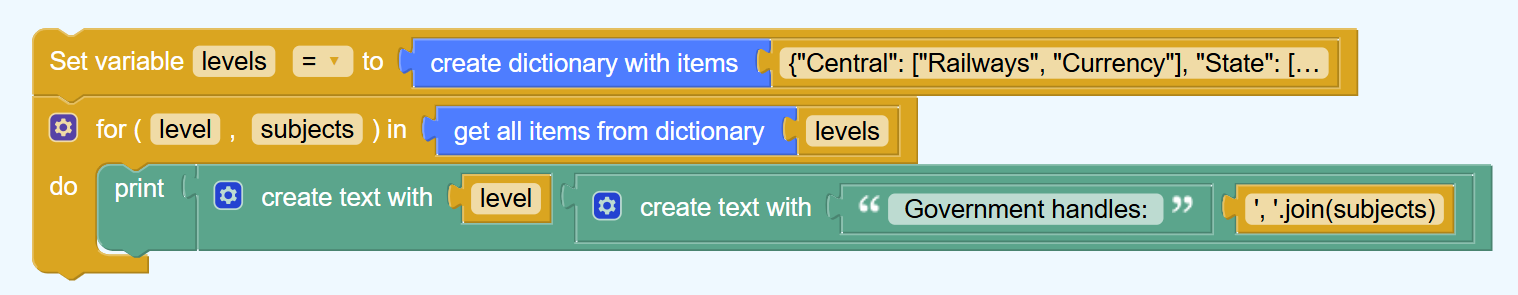 Set variable levels = ▾ to create dictionary with items {"Central": ["Railways", "Currency"], "State": [...
for ( level , subjects ) in get all items from dictionary levels
do print create text with level create text with “ Government handles: ” ', '.join(subjects)